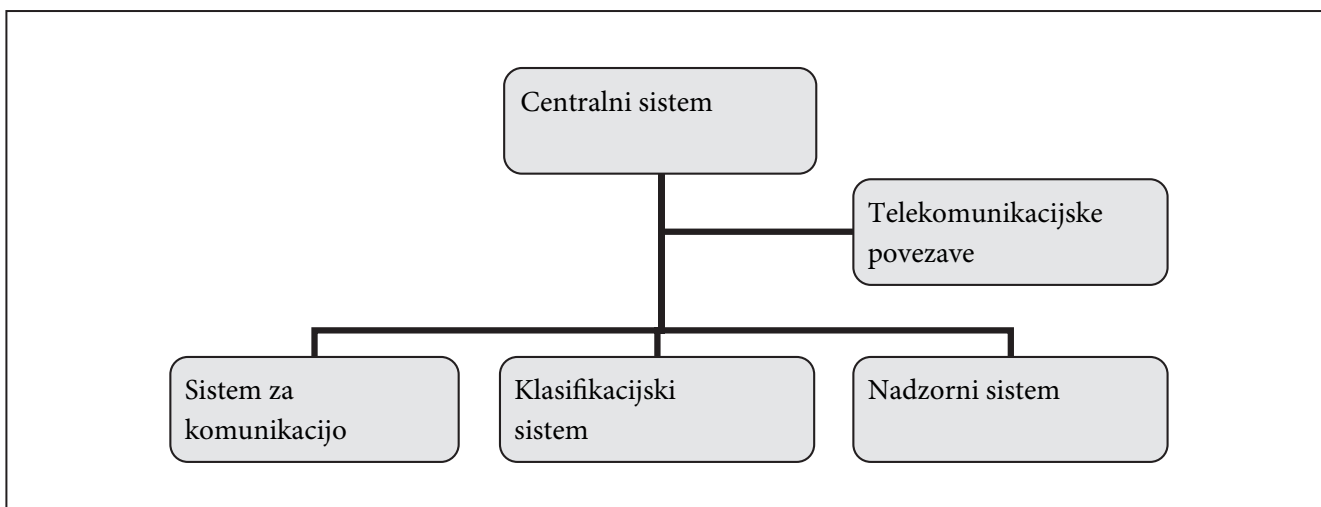 Centralni sistem
Telekomunikacijske
povezave
Sistem za
komunikacijo
Klasifikacijski
sistem
Nadzorni sistem